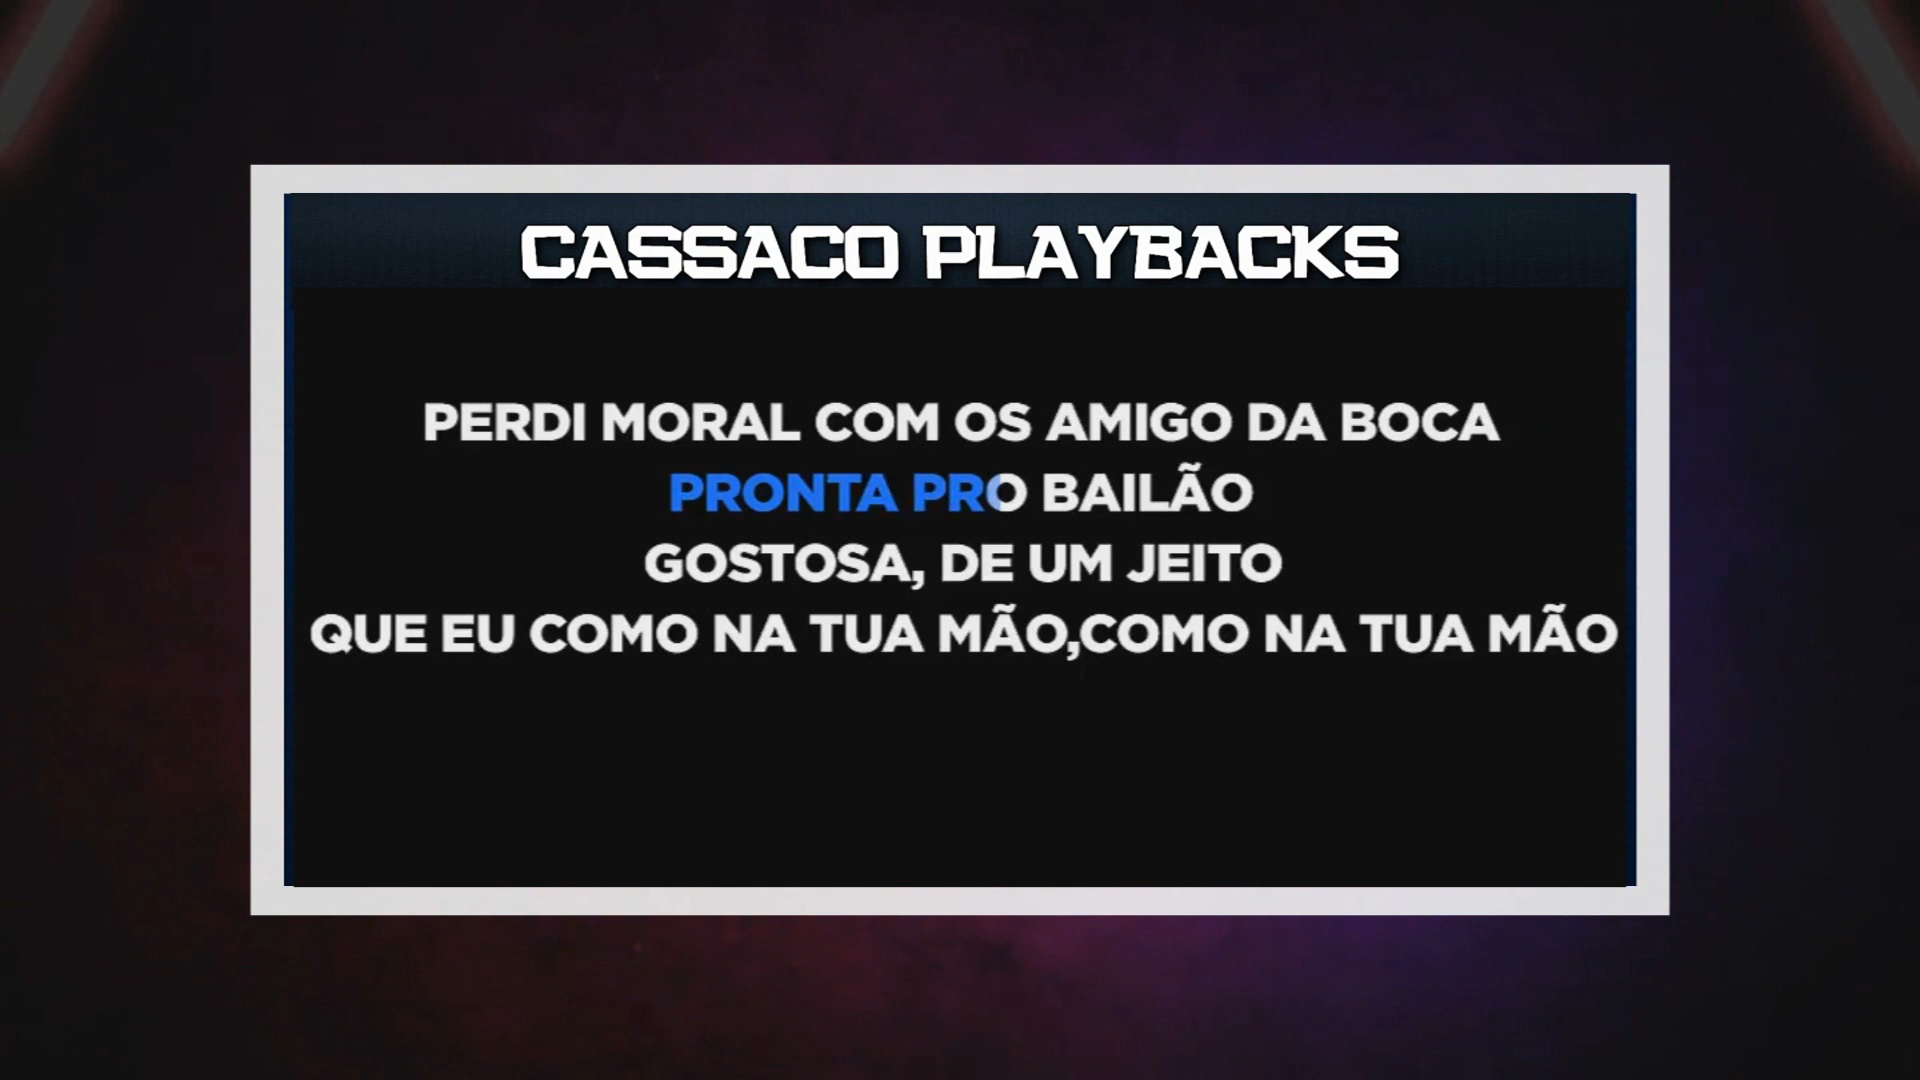 CASSACO PLAYBACKS
PERDI MORAL COM OS AMIGO DA BOCA
PRONTA PRO BAILÃO
GOSTOSA, DE UM JEITO
QUE EU COMO NA TUA MÃO,COMO NA TUA MÃO